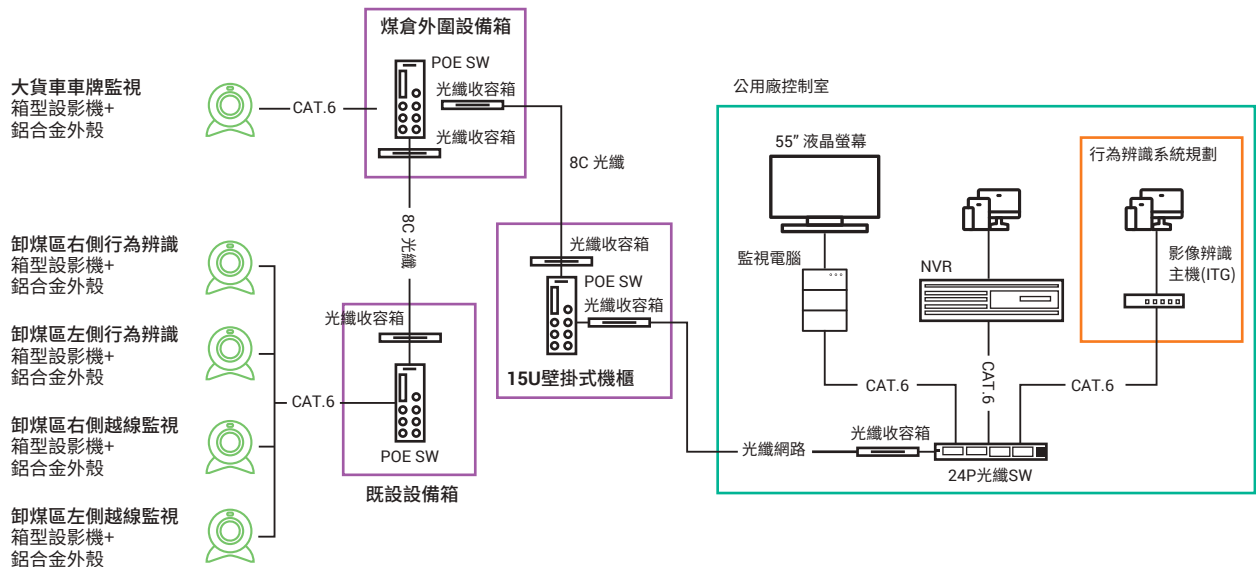 大貨車車牌監視
箱型設影機+
鋁合金外殼
CAT.6
煤倉外圍設備箱
POE SW
光纖收容箱
光纖收容箱
8C 光纖
8C 光纖
卸煤區右側行為辨識
箱型設影機+
鋁合金外殼
卸煤區左側行為辨識
箱型設影機+
鋁合金外殼
卸煤區右側越線監視
箱型設影機+
鋁合金外殼
卸煤區左側越線監視
箱型設影機+
鋁合金外殼
CAT.6
光纖收容箱
POE SW
既設設備箱
光纖收容箱
POE SW
光纖收容箱
15U壁掛式機櫃
公用廠控制室
55” 液晶螢幕
監視電腦
NVR
行為辨識系統規劃
影像辨識
主機(ITG)
CAT.6
CAT.6
CAT.6
光纖網路
光纖收容箱
24P光纖SW